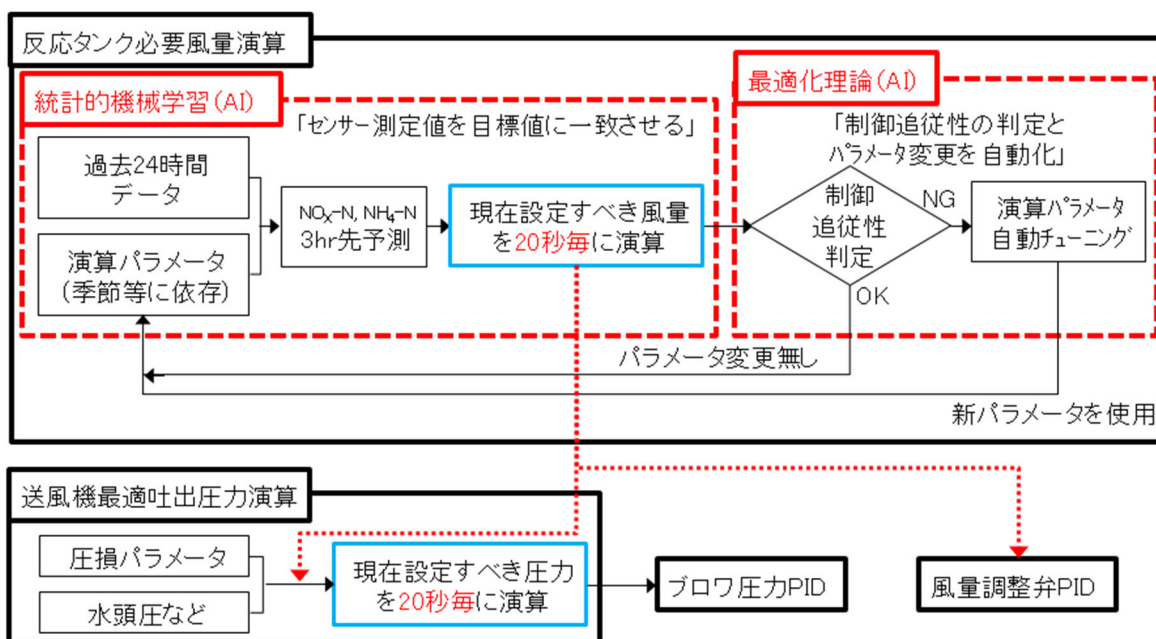 反応タンク必要風量演算
統計的機械学習(AI)
「センサー測定値を目標値に一致させる」
過去24時間
データ
演算パラメータ
(季節等に依存)
NOx-N, NH4-N
3hr先予測
現在設定すべき風量
を20秒毎に演算
最適化理論(AI)
「制御追従性の判定と
パラメータ変更を自動化」
制御
追従性
判定
NG
OK
演算パラメータ
自動チューニング
パラメータ変更無し
新パラメータを使用
送風機最適吐出圧力演算
圧損パラメータ
水頭圧など
現在設定すべき圧力
を20秒毎に演算
ブロワ圧力PID
風量調整弁PID